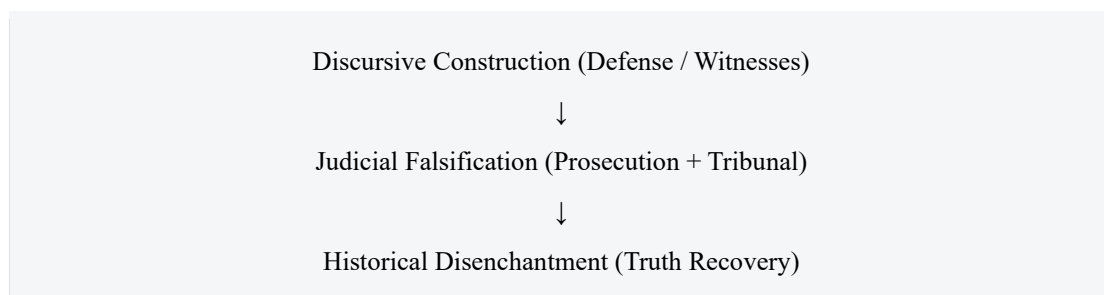 Discursive Construction (Defense / Witnesses)
↓
Judicial Falsification (Prosecution + Tribunal)
↓
Historical Disenchantment (Truth Recovery)